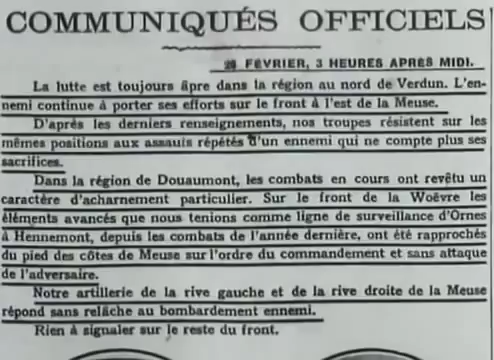 COMMUNIQUÉS OFFICIELS
26 FÉVRIER, 3 HEURES APRÈS MIDI.
La lutte est toujours âpre dans la région au nord de Verdun. L'en-
nemi continue à porter ses efforts sur le front à l'est de la Meuse.
D'après les derniers renseignements, nos troupes résistent sur les
mêmes positions aux assauts répétés d'un ennemi qui ne compte plus ses
sacrifices.
Dans la région de Douaumont, les combats en cours ont revêtu un
caractère d'acharnement particulier. Sur le front de la Woëvre les
éléments avancés que nous tenions comme ligne de surveillance d'Ornes
à Hennemont, depuis les combats de l'année dernière, ont été rapprochés
du pied des côtes de Meuse sur l'ordre du commandement et sans attaque
de l'adversaire.
Notre artillerie de la rive gauche et de la rive droite de la Meuse
répond sans relâche au bombardement ennemi.
Rien à signaler sur le reste du front.